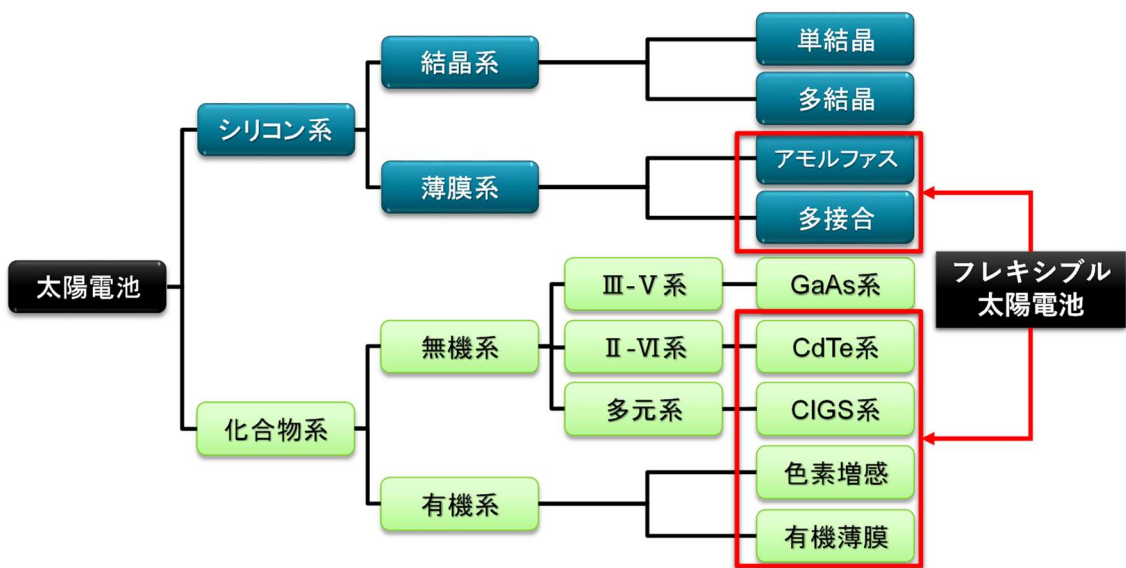 太陽電池
シリコン系
結晶系
単結晶
多結晶
薄膜系
アモルファス
多接合
化合物系
無機系
Ⅲ-Ⅴ系
GaAs系
Ⅱ-Ⅵ系
CdTe系
多元系
CIGS系
有機系
色素増感
有機薄膜
フレキシブル
太陽電池